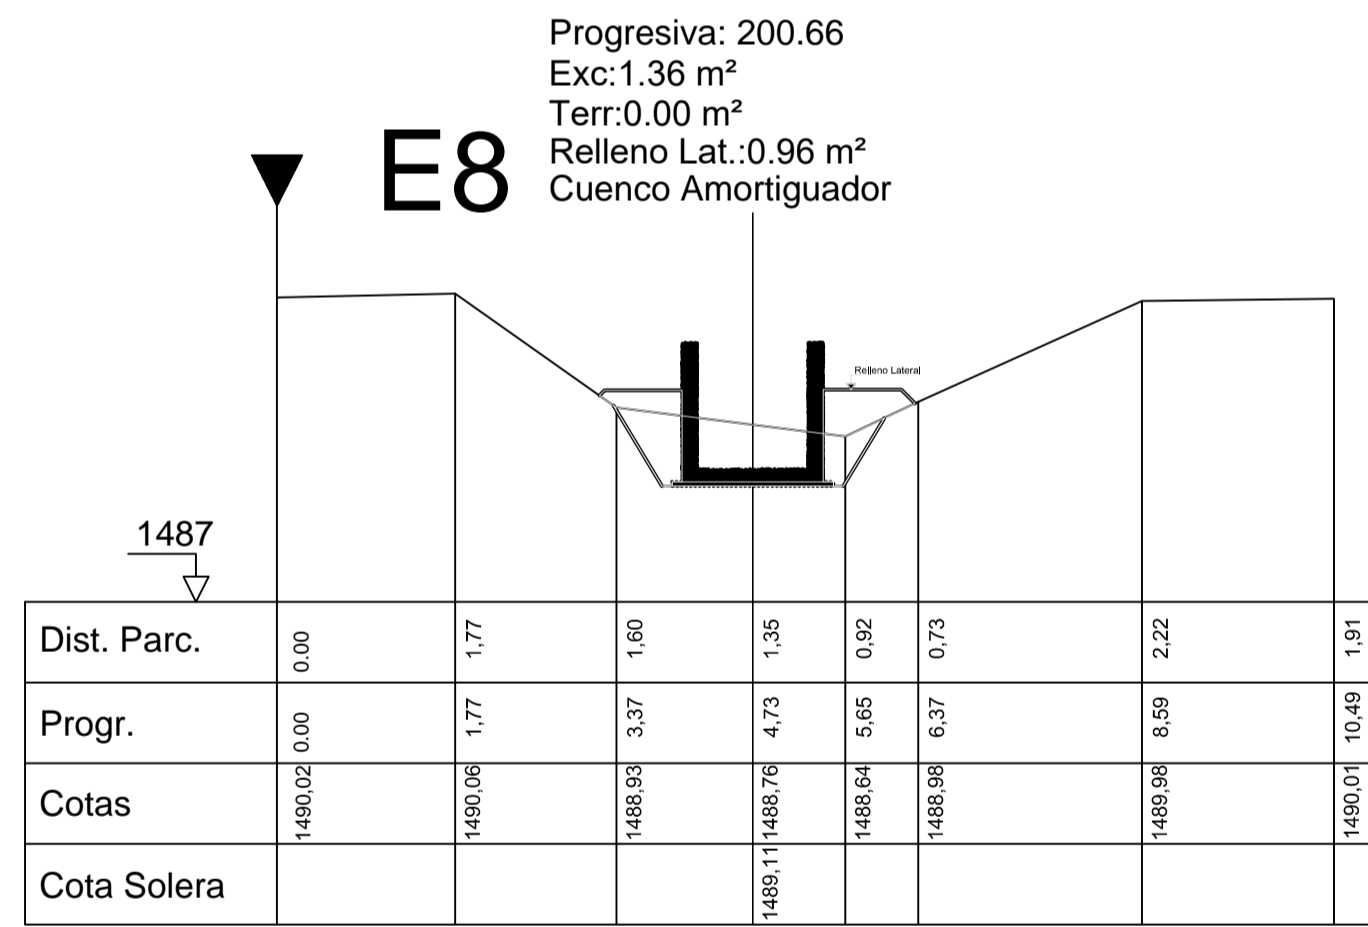 Progresiva: 200.66
Exc:1.36 m²
Terr:0.00 m²
Relleno Lat.:0.96 m²
Cuenco Amortiguador
E8
Relleno Lateral
1487
Dist. Parc. 0.00 1,77 1,60 1,35 0,92 0,73 2,22 1,91
Progr. 0.00 1,77 3,37 4,73 5,65 6,37 8,59 10,49
Cotas 1490,02 1490,06 1488,93 1488,76 1488,64 1488,98 1489,98 1490,01
Cota Solera 1489,11